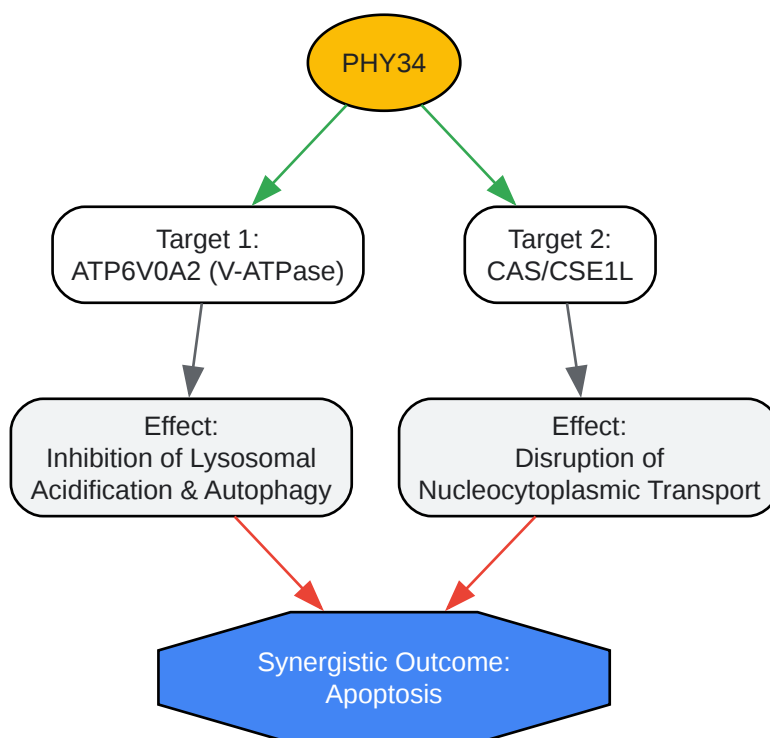 PHY34
Target 1:
ATP6V0A2 (V-ATPase)
Target 2:
CAS/CSE1L
Effect:
Inhibition of Lysosomal
Acidification & Autophagy
Effect:
Disruption of
Nucleocytoplasmic Transport
Synergistic Outcome:
Apoptosis